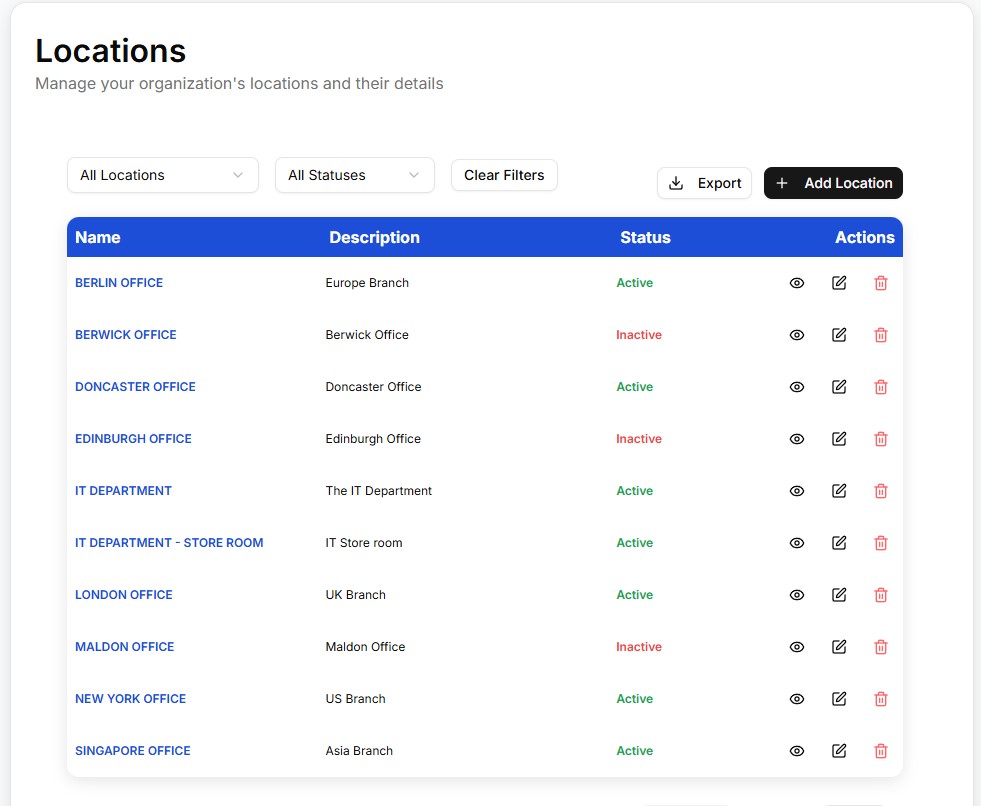 Locations
Manage your organization's locations and their details
All Locations All Statuses Clear Filters Export Add Location
Name Description Status Actions
BERLIN OFFICE Europe Branch Active
BERWICK OFFICE Berwick Office Inactive
DONCASTER OFFICE Doncaster Office Active
EDINBURGH OFFICE Edinburgh Office Inactive
IT DEPARTMENT The IT Department Active
IT DEPARTMENT - STORE ROOM IT Store room Active
LONDON OFFICE UK Branch Active
MALDON OFFICE Maldon Office Inactive
NEW YORK OFFICE US Branch Active
SINGAPORE OFFICE Asia Branch Active